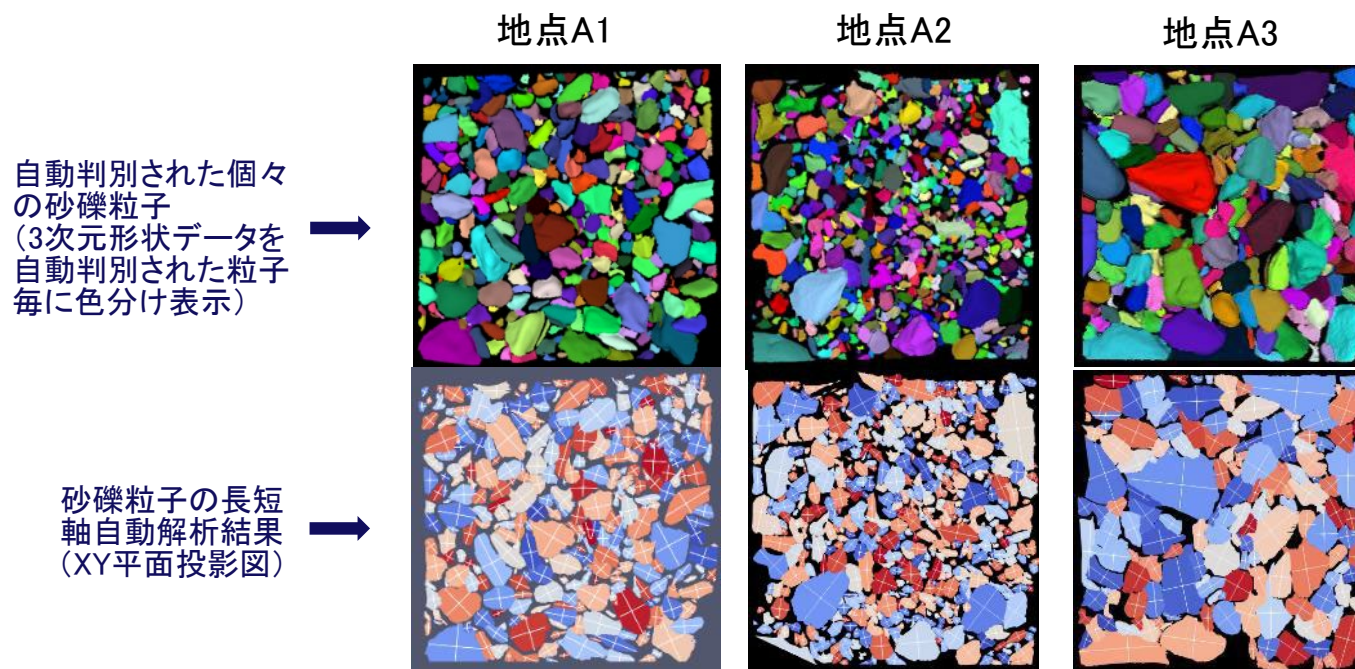 地点A1
地点A2
地点A3
自動判別された個々
の砂礫粒子
(3次元形状データを
自動判別された粒子
毎に色分け表示)
砂礫粒子の長短
軸自動解析結果
(XY平面投影図)